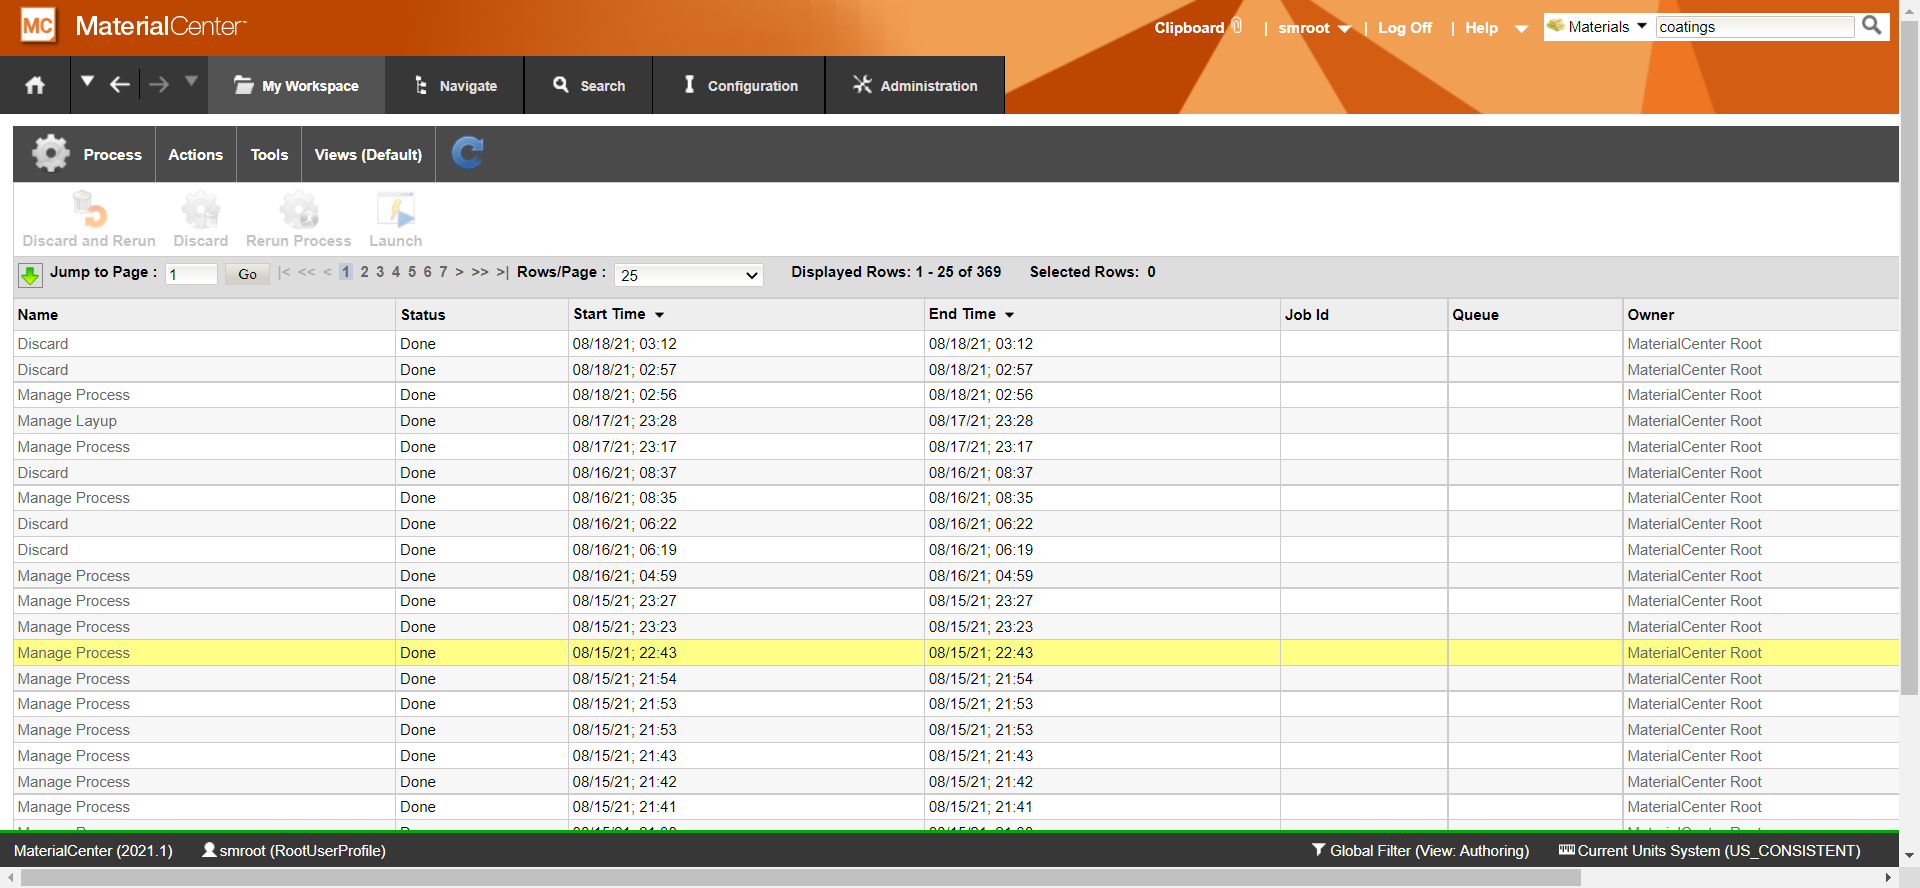 MC MaterialCenter
Clipboard | smroot | Log Off | Help Materials coatings
My Workspace Navigate Search Configuration Administration
Process Actions Tools Views (Default)
Discard and Rerun Discard Rerun Process Launch
Jump to Page : 1 Go |< << < 1 2 3 4 5 6 7 > >> >| Rows/Page : 25 Displayed Rows: 1 - 25 of 369 Selected Rows: 0
Name Status Start Time End Time Job Id Queue Owner
Discard Done 08/18/21; 03:12 08/18/21; 03:12 MaterialCenter Root
Discard Done 08/18/21; 02:57 08/18/21; 02:57 MaterialCenter Root
Manage Process Done 08/18/21; 02:56 08/18/21; 02:56 MaterialCenter Root
Manage Layup Done 08/17/21; 23:28 08/17/21; 23:28 MaterialCenter Root
Manage Process Done 08/17/21; 23:17 08/17/21; 23:17 MaterialCenter Root
Discard Done 08/16/21; 08:37 08/16/21; 08:37 MaterialCenter Root
Manage Process Done 08/16/21; 08:35 08/16/21; 08:35 MaterialCenter Root
Discard Done 08/16/21; 06:22 08/16/21; 06:22 MaterialCenter Root
Discard Done 08/16/21; 06:19 08/16/21; 06:19 MaterialCenter Root
Manage Process Done 08/16/21; 04:59 08/16/21; 04:59 MaterialCenter Root
Manage Process Done 08/15/21; 23:27 08/15/21; 23:27 MaterialCenter Root
Manage Process Done 08/15/21; 23:23 08/15/21; 23:23 MaterialCenter Root
Manage Process Done 08/15/21; 22:43 08/15/21; 22:43 MaterialCenter Root
Manage Process Done 08/15/21; 21:54 08/15/21; 21:54 MaterialCenter Root
Manage Process Done 08/15/21; 21:53 08/15/21; 21:53 MaterialCenter Root
Manage Process Done 08/15/21; 21:53 08/15/21; 21:53 MaterialCenter Root
Manage Process Done 08/15/21; 21:43 08/15/21; 21:43 MaterialCenter Root
Manage Process Done 08/15/21; 21:42 08/15/21; 21:42 MaterialCenter Root
Manage Process Done 08/15/21; 21:41 08/15/21; 21:41 MaterialCenter Root
MaterialCenter (2021.1) smroot (RootUserProfile) Global Filter (View: Authoring) Current Units System (US_CONSISTENT)